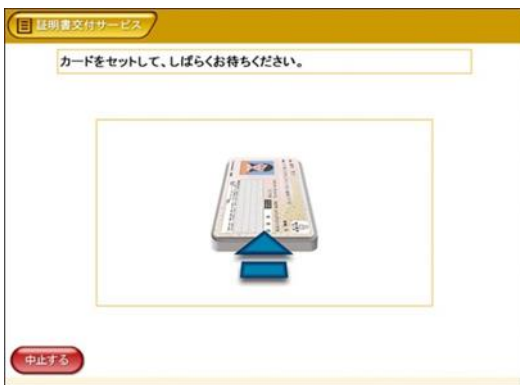 証明書交付サービス
カードをセットして、しばらくお待ちください。
中止する